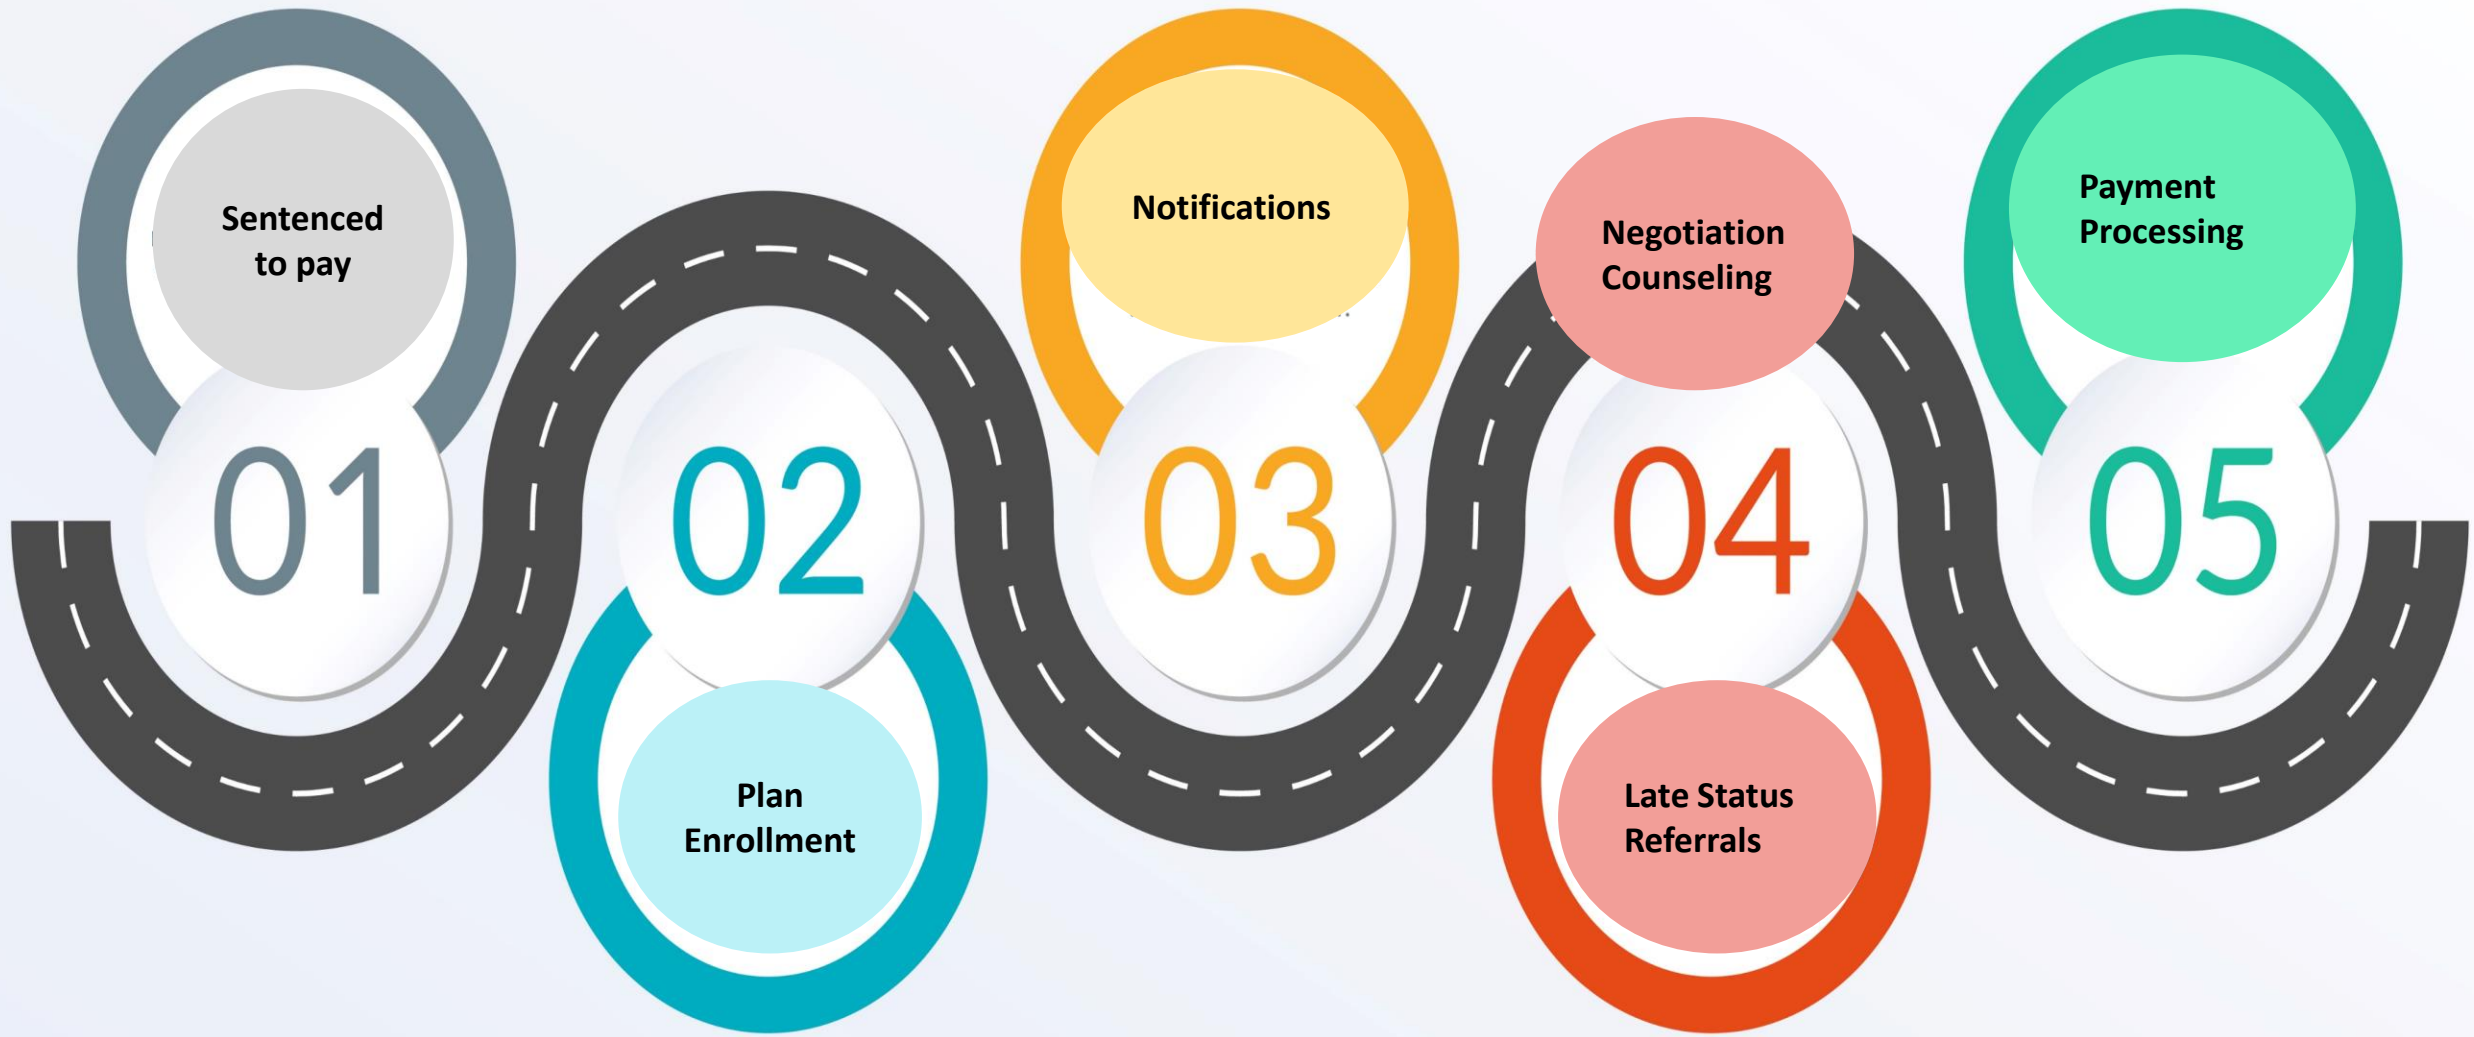 Sentenced
to pay
01
02
Plan
Enrollment
Notifications
03
Negotiation
Counseling
04
Late Status
Referrals
Payment
Processing
05